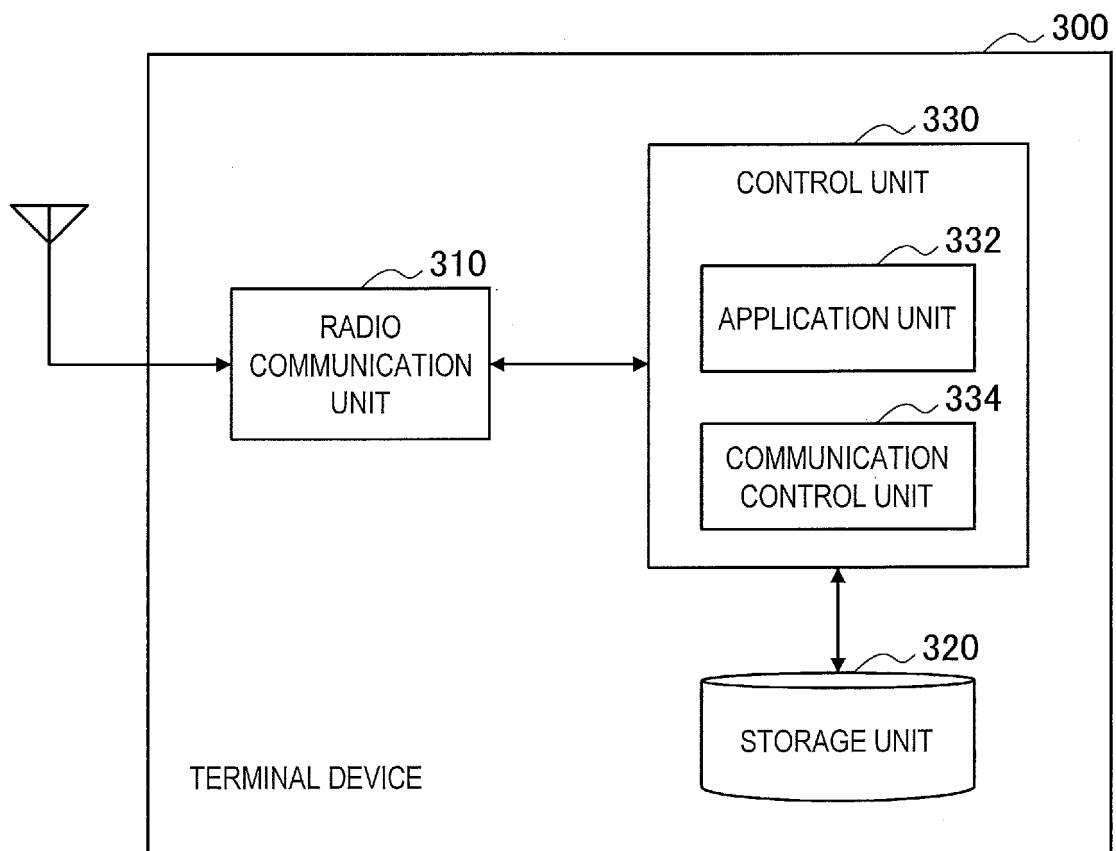 300
330
CONTROL UNIT
332
APPLICATION UNIT
310
RADIO
COMMUNICATION
UNIT
334
COMMUNICATION
CONTROL UNIT
320
STORAGE UNIT
TERMINAL DEVICE